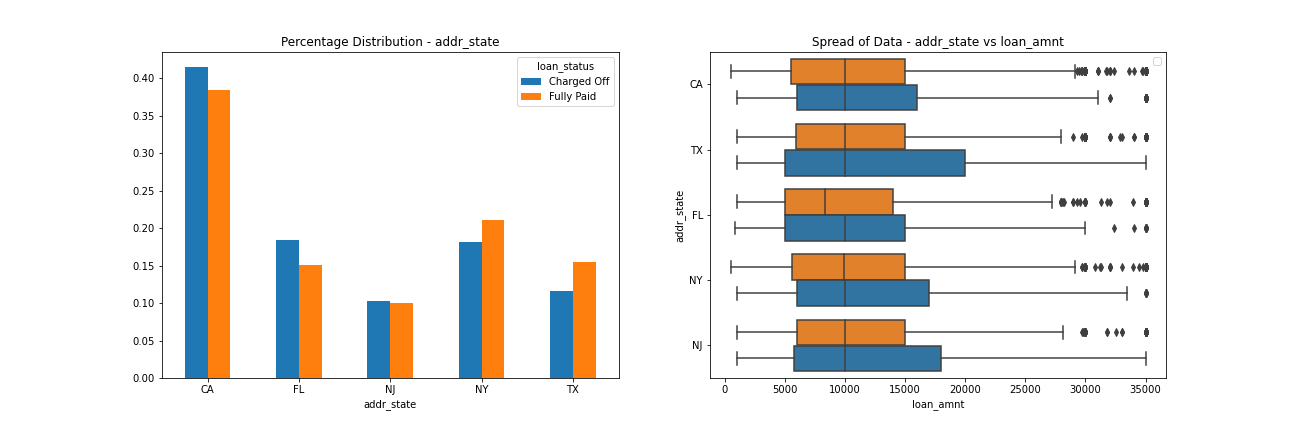 Percentage Distribution - addr_state
loan_status
Charged Off
Fully Paid
0.40
0.35
0.30
0.25
0.20
0.15
0.10
0.05
0.00
CA
FL
NJ
NY
TX
addr_state
Spread of Data - addr_state vs loan_amnt
addr_state
CA
TX
FL
NY
NJ
0
5000
10000
15000
20000
25000
30000
35000
loan_amnt